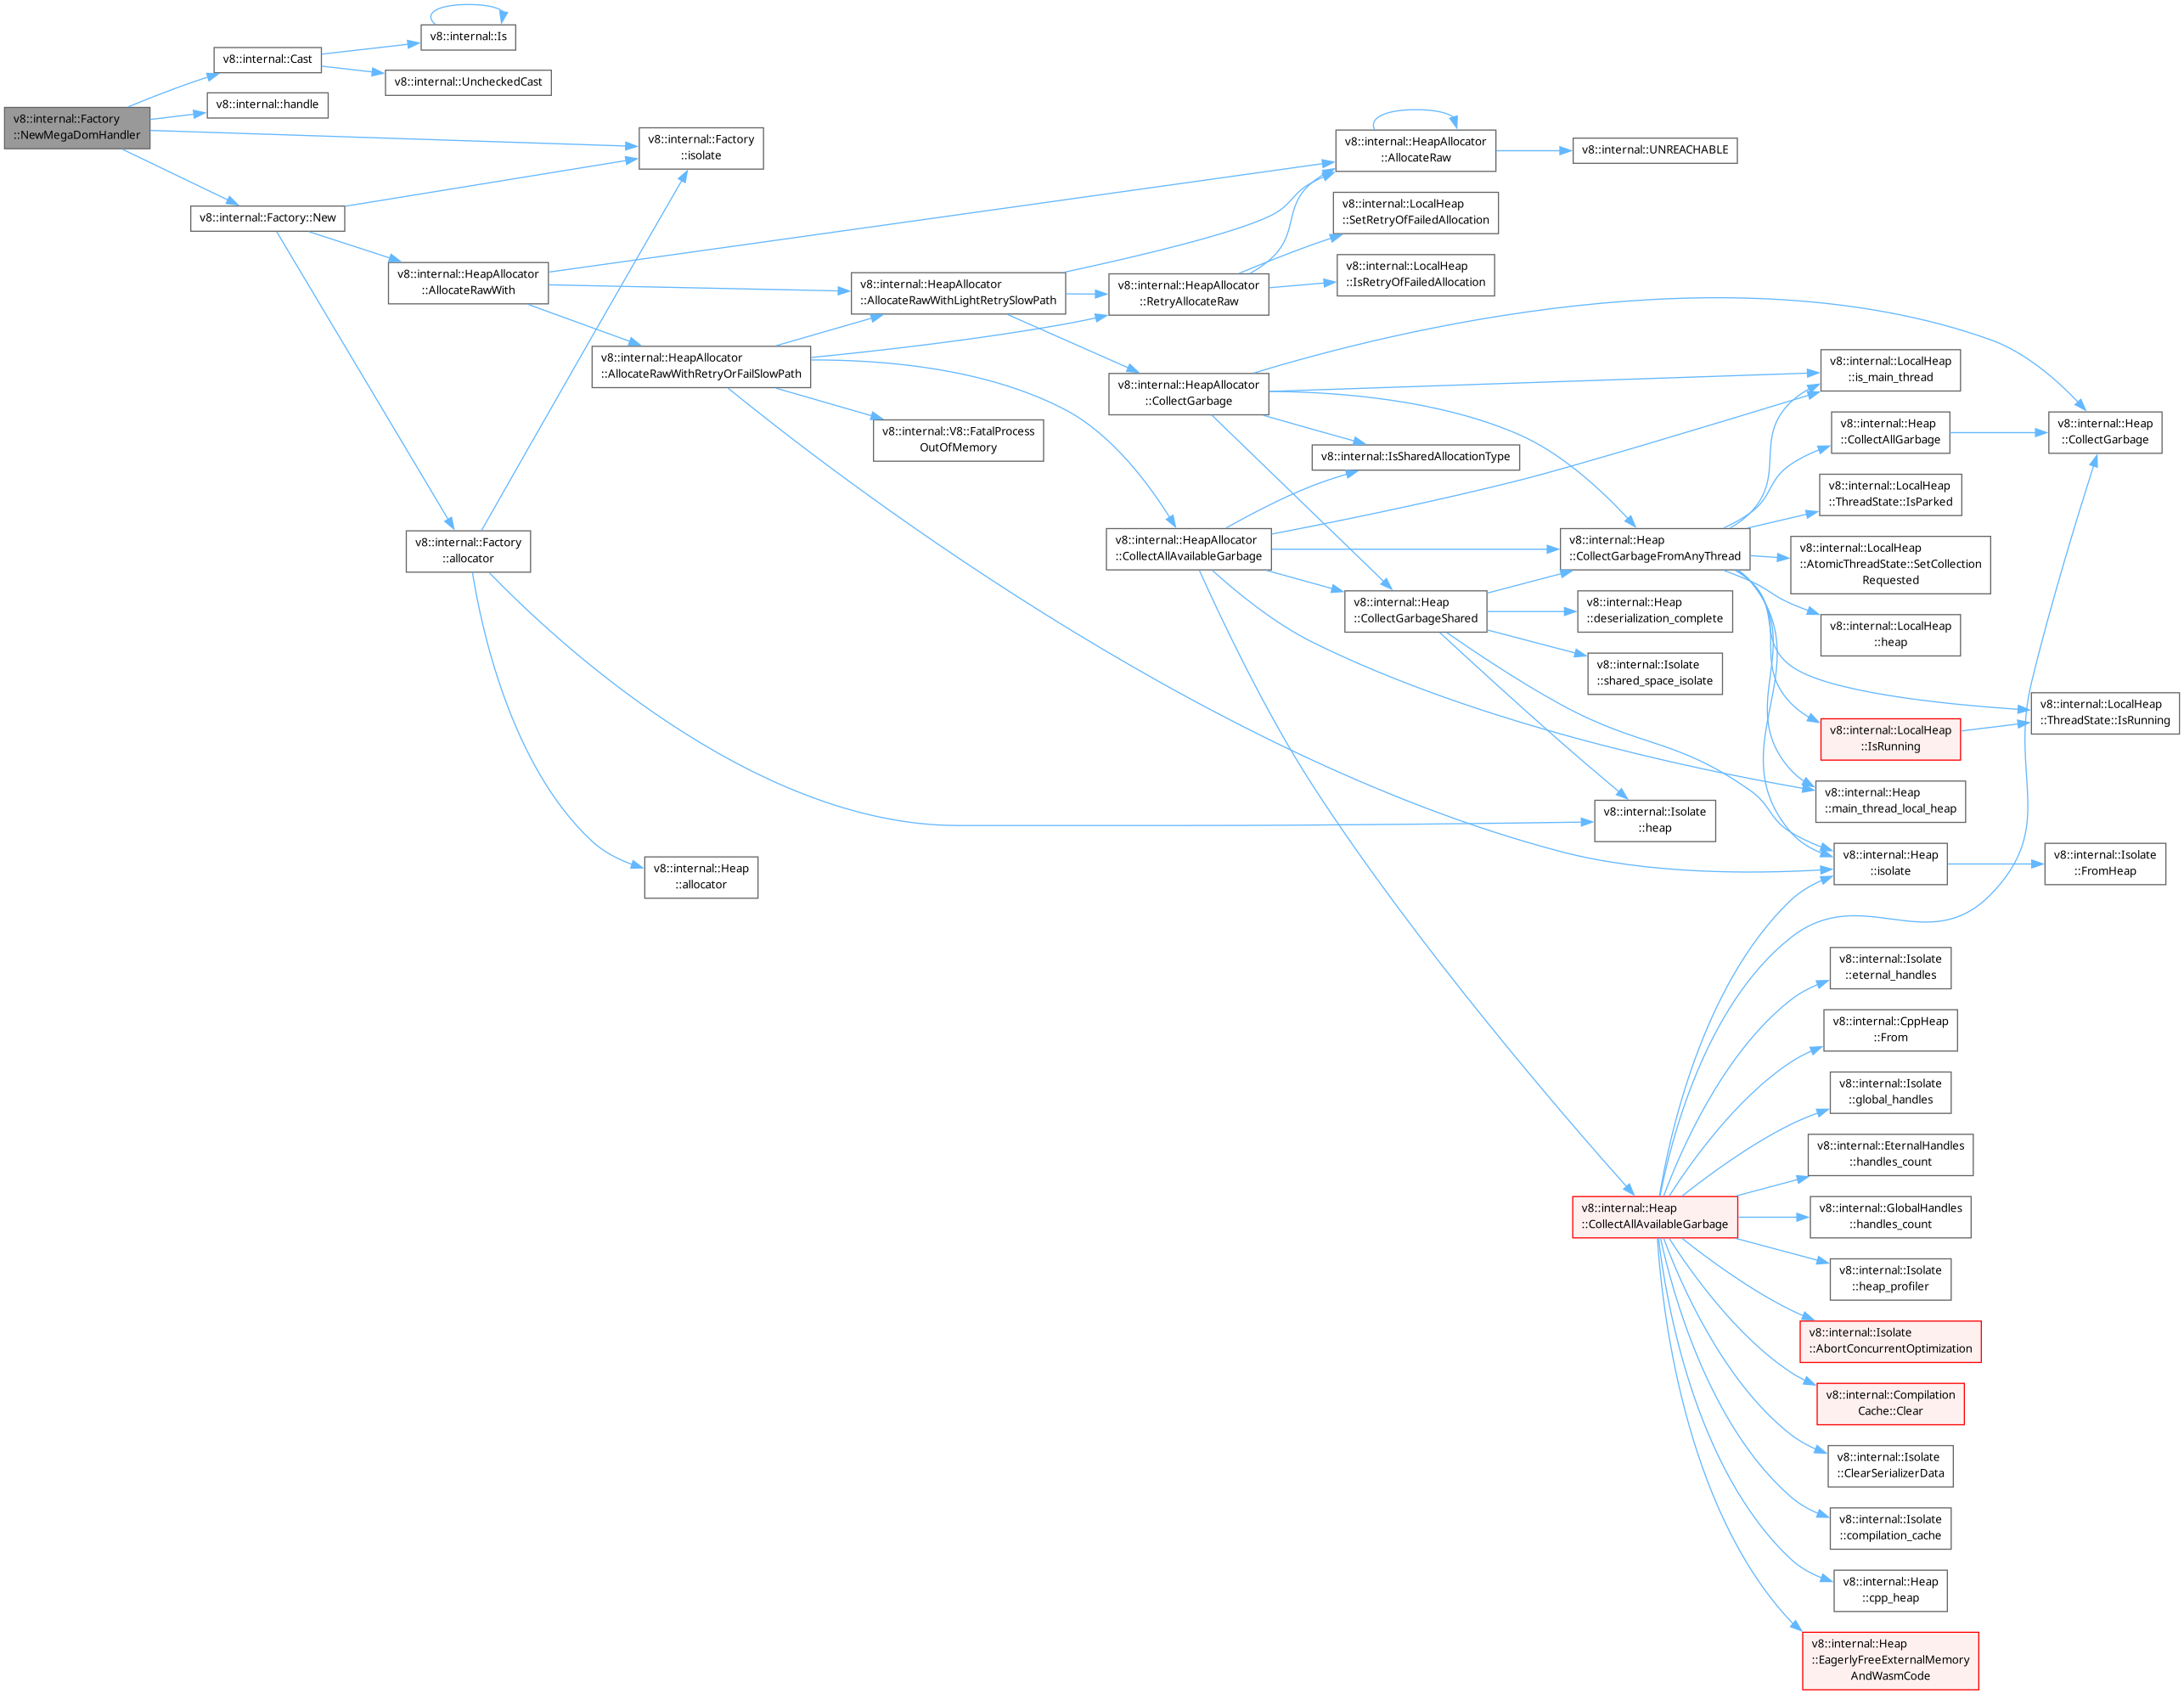 v8::internal::Factory
::NewMegaDomHandler
v8::internal::Cast
v8::internal::Is
v8::internal::UncheckedCast
v8::internal::handle
v8::internal::Factory
::isolate
v8::internal::Factory::New
v8::internal::HeapAllocator
::AllocateRawWith
v8::internal::HeapAllocator
::AllocateRaw
v8::internal::UNREACHABLE
v8::internal::HeapAllocator
::AllocateRawWithLightRetrySlowPath
v8::internal::HeapAllocator
::RetryAllocateRaw
v8::internal::LocalHeap
::SetRetryOfFailedAllocation
v8::internal::LocalHeap
::IsRetryOfFailedAllocation
v8::internal::HeapAllocator
::AllocateRawWithRetryOrFailSlowPath
v8::internal::HeapAllocator
::CollectGarbage
v8::internal::V8::FatalProcess
OutOfMemory
v8::internal::IsSharedAllocationType
v8::internal::LocalHeap
::is_main_thread
v8::internal::Heap
::CollectAllGarbage
v8::internal::Heap
::CollectGarbage
v8::internal::LocalHeap
::ThreadState::IsParked
v8::internal::Factory
::allocator
v8::internal::HeapAllocator
::CollectAllAvailableGarbage
v8::internal::Heap
::CollectGarbageFromAnyThread
v8::internal::LocalHeap
::AtomicThreadState::SetCollection
Requested
v8::internal::Heap
::CollectGarbageShared
v8::internal::Heap
::deserialization_complete
v8::internal::LocalHeap
::heap
v8::internal::Isolate
::shared_space_isolate
v8::internal::LocalHeap
::ThreadState::IsRunning
v8::internal::LocalHeap
::IsRunning
v8::internal::Heap
::main_thread_local_heap
v8::internal::Isolate
::heap
v8::internal::Heap
::allocator
v8::internal::Heap
::isolate
v8::internal::Isolate
::FromHeap
v8::internal::Isolate
::eternal_handles
v8::internal::CppHeap
::From
v8::internal::Isolate
::global_handles
v8::internal::EternalHandles
::handles_count
v8::internal::Heap
::CollectAllAvailableGarbage
v8::internal::GlobalHandles
::handles_count
v8::internal::Isolate
::heap_profiler
v8::internal::Isolate
::AbortConcurrentOptimization
v8::internal::Compilation
Cache::Clear
v8::internal::Isolate
::ClearSerializerData
v8::internal::Isolate
::compilation_cache
v8::internal::Heap
::cpp_heap
v8::internal::Heap
::EagerlyFreeExternalMemory
AndWasmCode